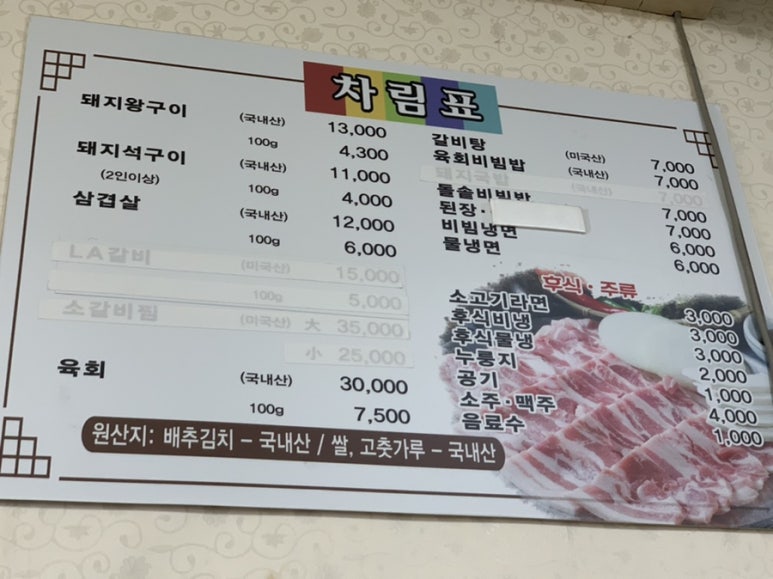 차림표
돼지왕구이 (국내산) 13,000
100g 4,300
돼지석구이 (국내산) 11,000
(2인이상) 100g 4,000
삼겹살 (국내산) 12,000
100g 6,000
LA갈비 (미국산) 15,000
100g 5,000
소갈비찜 (미국산) 大 35,000
小 25,000
육회 (국내산) 30,000
100g 7,500
갈비탕 (미국산) 7,000
육회비빔밥 (국내산) 7,000
돼지국밥 (국내산) 7,000
돌솥비빔밥 7,000
된장· 7,000
비빔냉면 6,000
물냉면 6,000
후식·주류
소고기라면 3,000
후식비냉 3,000
후식물냉 3,000
누룽지 2,000
공기 1,000
소주·맥주 4,000
음료수 1,000
원산지: 배추김치 – 국내산 / 쌀, 고춧가루 – 국내산